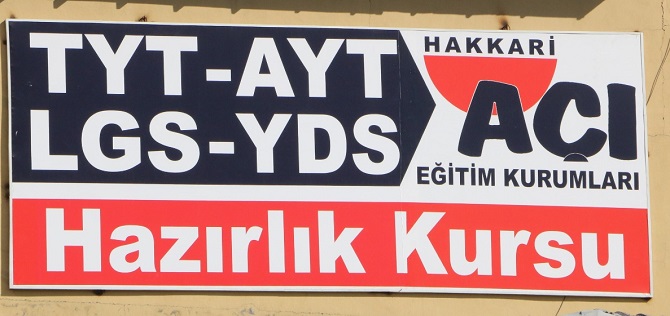 TYT-AYT
LGS-YDS
HAKKARİ
AÇI
EĞİTİM KURUMLARI
Hazırlık Kursu